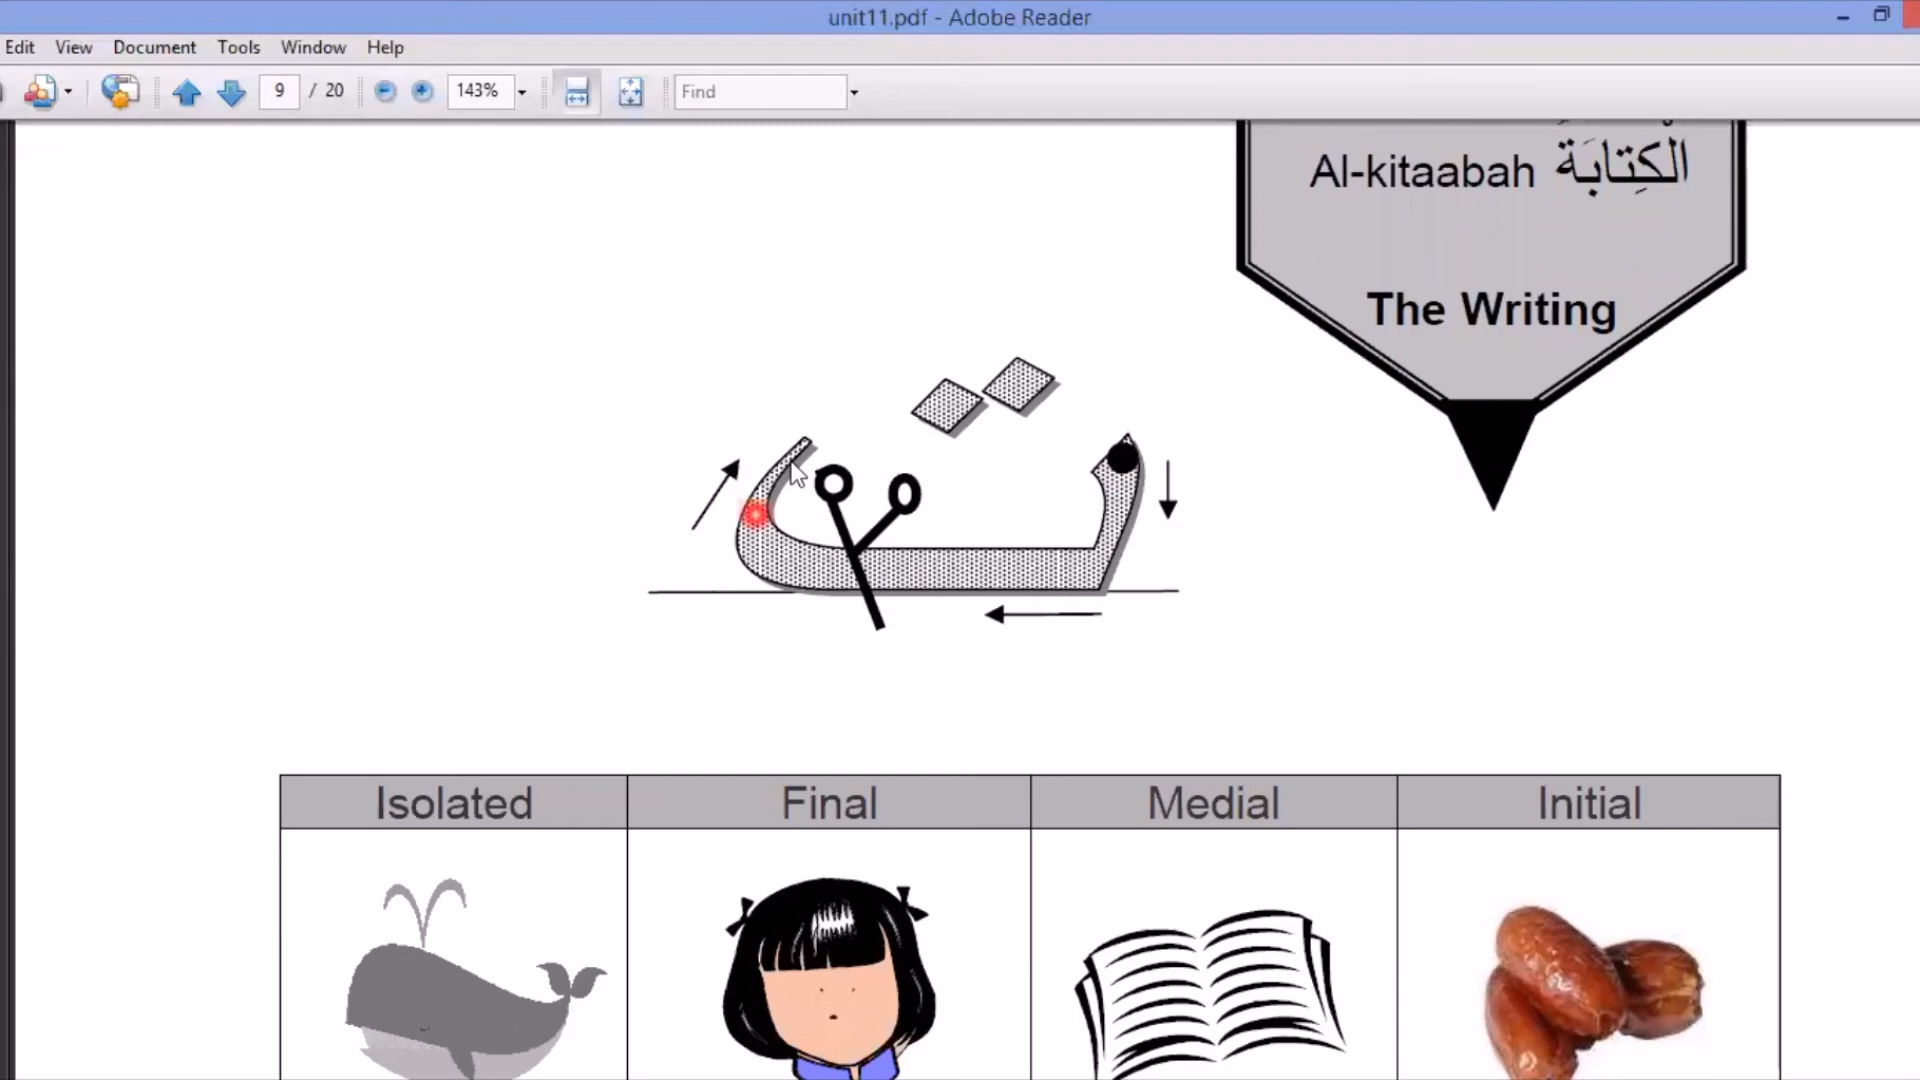 unit11.pdf - Adobe Reader
Edit View Document Tools Window Help
9 / 20 143% Find
Al-kitaabah الْكِتابَة
The Writing
ت
Isolated Final Medial Initial